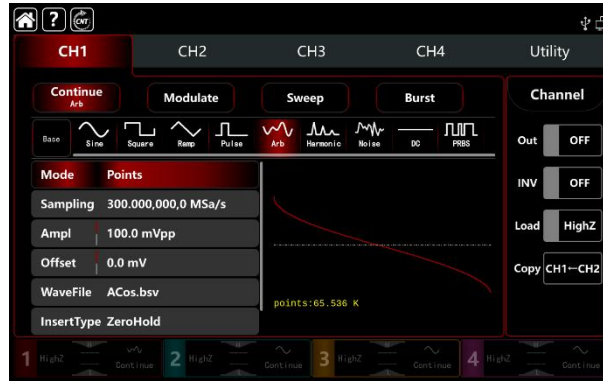 ? CNT
CH1 CH2 CH3 CH4 Utility
Continue
Arb
Modulate Sweep Burst
Channel
Base Sine Square Ramp Pulse Arb Harmonic Noise DC PRBS
Out OFF
Mode Points
INV OFF
Sampling 300.000,000,0 MSa/s
Load HighZ
Ampl 100.0 mVpp
Offset 0.0 mV
Copy CH1←CH2
WaveFile ACos.bsv
points:65.536 K
InsertType ZeroHold
1 HighZ Continue 2 HighZ Continue 3 HighZ Continue 4 HighZ Continue